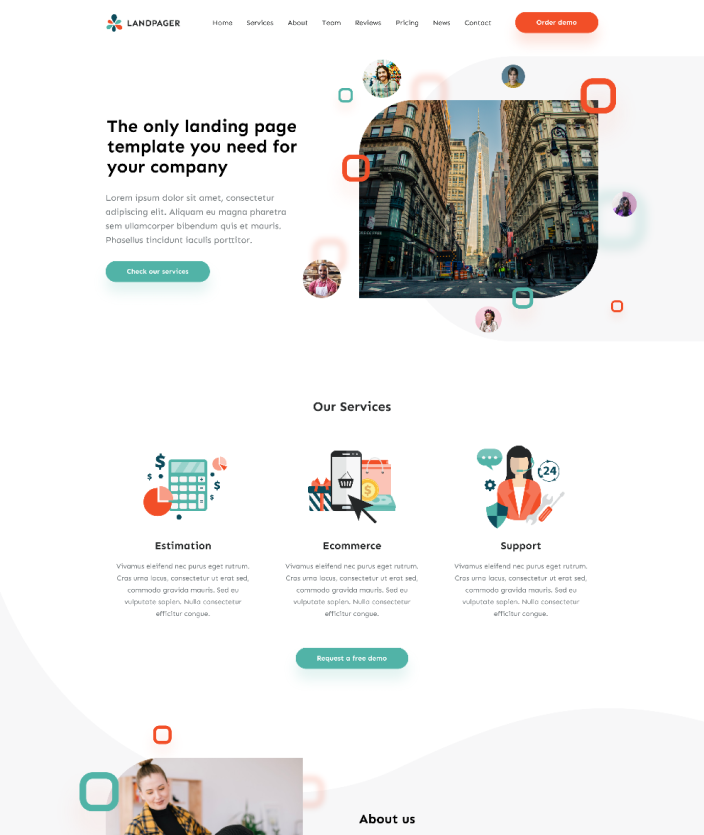 LANDPAGER
Home Services About Team Reviews Pricing News Contact
Order demo
The only landing page
template you need for
your company
Lorem ipsum dolor sit amet, consectetur
adipiscing elit. Aliquam eu magna pharetra
sem ullamcorper bibendum quis et mauris.
Phasellus tincidunt iaculis porttitor.
Check our services
Our Services
$
$
$
$
$
24
Estimation
Vivamus eleifend nec purus eget rutrum.
Cras urna lacus, consectetur ut erat sed,
commodo gravida mauris. Sed eu
vulputate sapien. Nulla consectetur
efficitur congue.
Ecommerce
Vivamus eleifend nec purus eget rutrum.
Cras urna lacus, consectetur ut erat sed,
commodo gravida mauris. Sed eu
vulputate sapien. Nulla consectetur
efficitur congue.
Support
Vivamus eleifend nec purus eget rutrum.
Cras urna lacus, consectetur ut erat sed,
commodo gravida mauris. Sed eu
vulputate sapien. Nulla consectetur
efficitur congue.
Request a free demo
About us